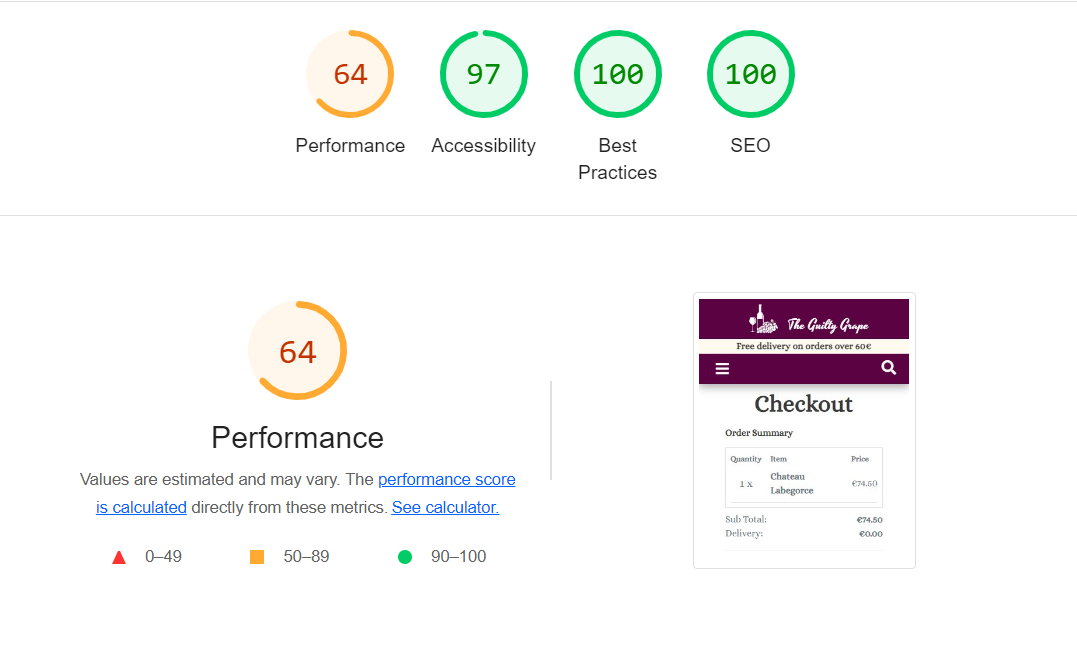 64
97
100
100
Performance
Accessibility
Best
Practices
SEO
64
Performance
Values are estimated and may vary. The performance score
is calculated directly from these metrics. See calculator.
0–49
50–89
90–100
The Guilty Grape
Free delivery on orders over 60€
Checkout
Order Summary
Quantity Item Price
1 x Chateau Labegorce €74.50
Sub Total: €74.50
Delivery: €0.00